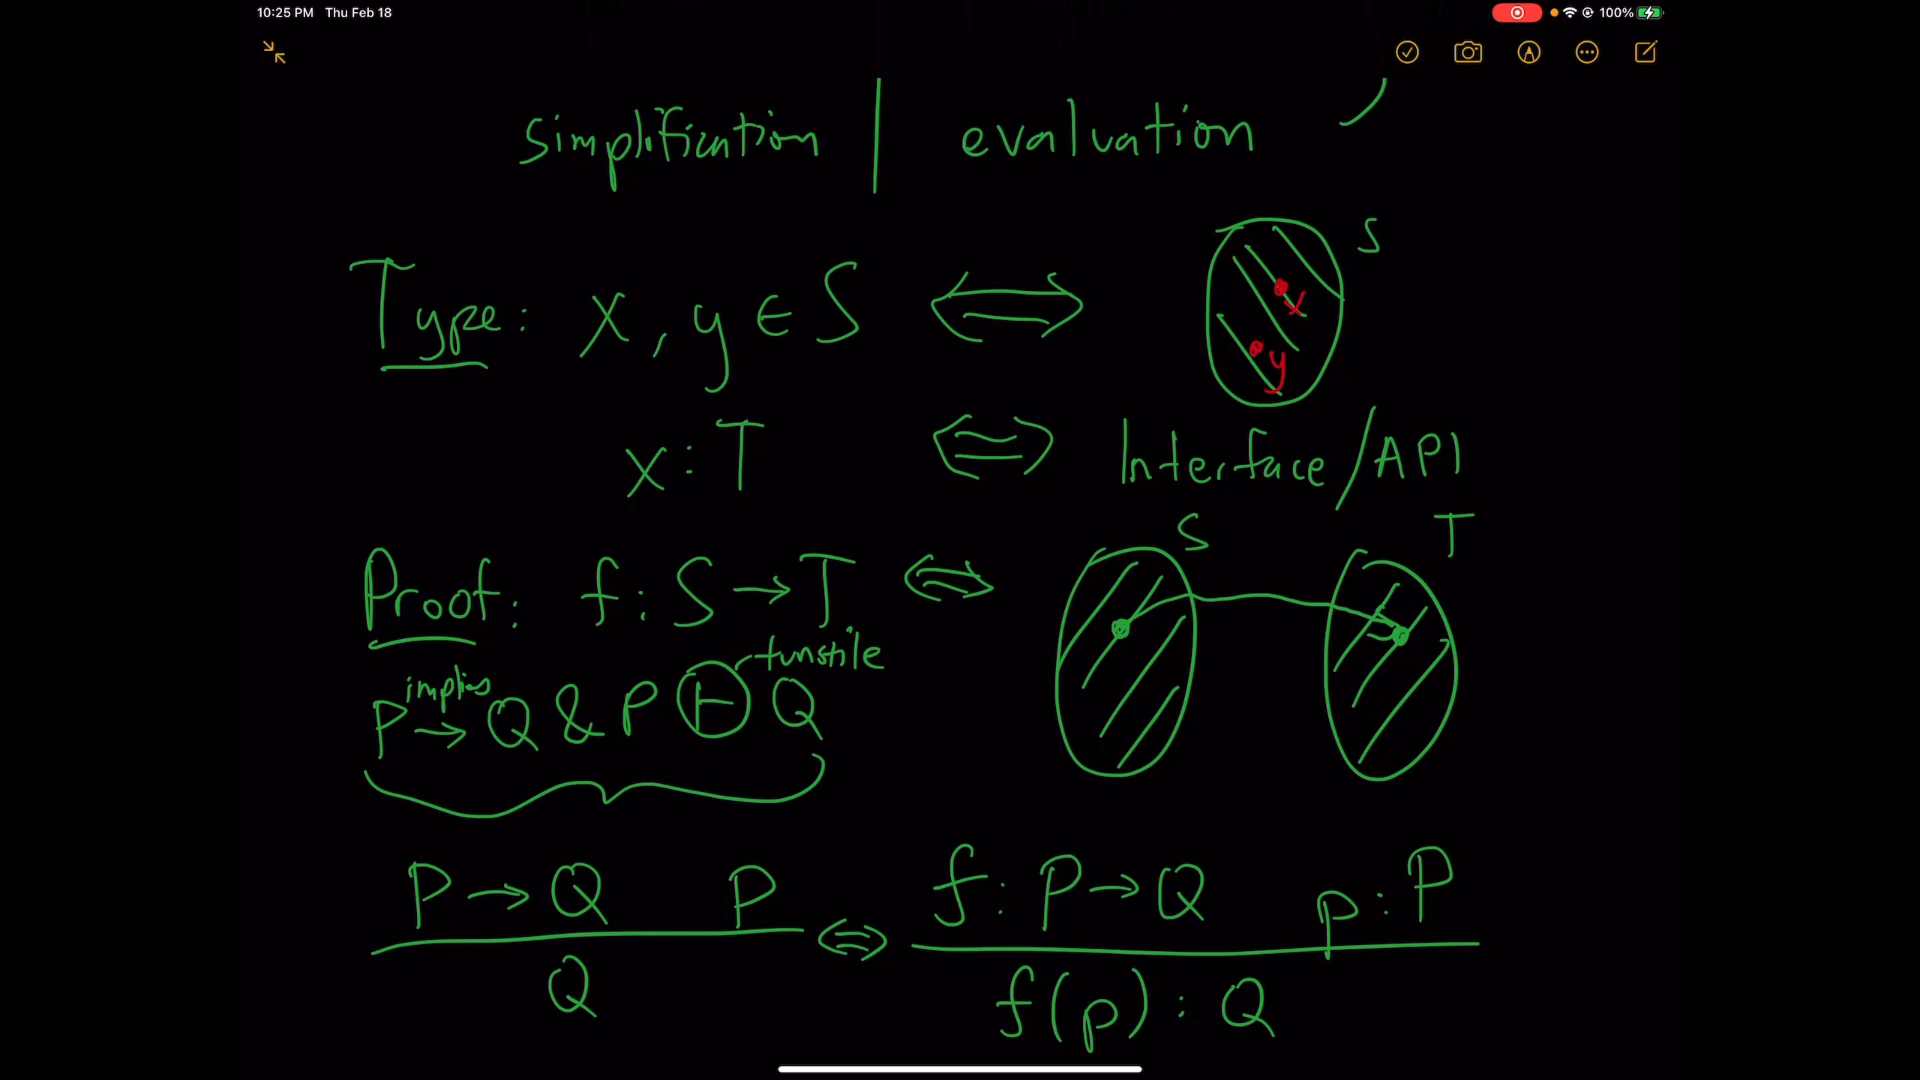 10:25 PM Thu Feb 18
100%
simplification | evaluation
S
Type: x, y ∈ S ⟺
x
y
x : T ⟺ Interface/API
S T
Proof: f : S → T ⟺
turnstile
implies
P → Q & P ⊢ Q
P → Q P ⟺ f : P → Q p : P
Q f(p) : Q